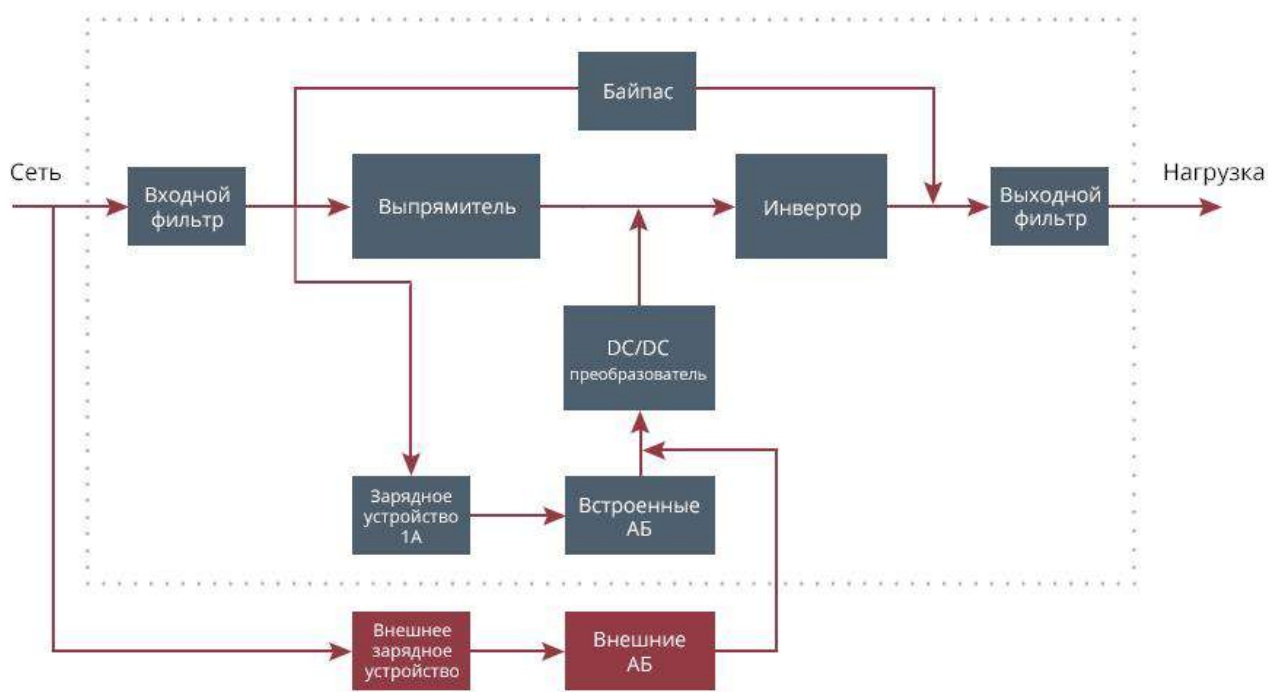 Байпас
Сеть
Входной
фильтр
Выпрямитель
Инвертор
Выходной
фильтр
Нагрузка
DC/DC
преобразователь
Зарядное
устройство
1А
Встроенные
АБ
Внешнее
зарядное
устройство
Внешние
АБ